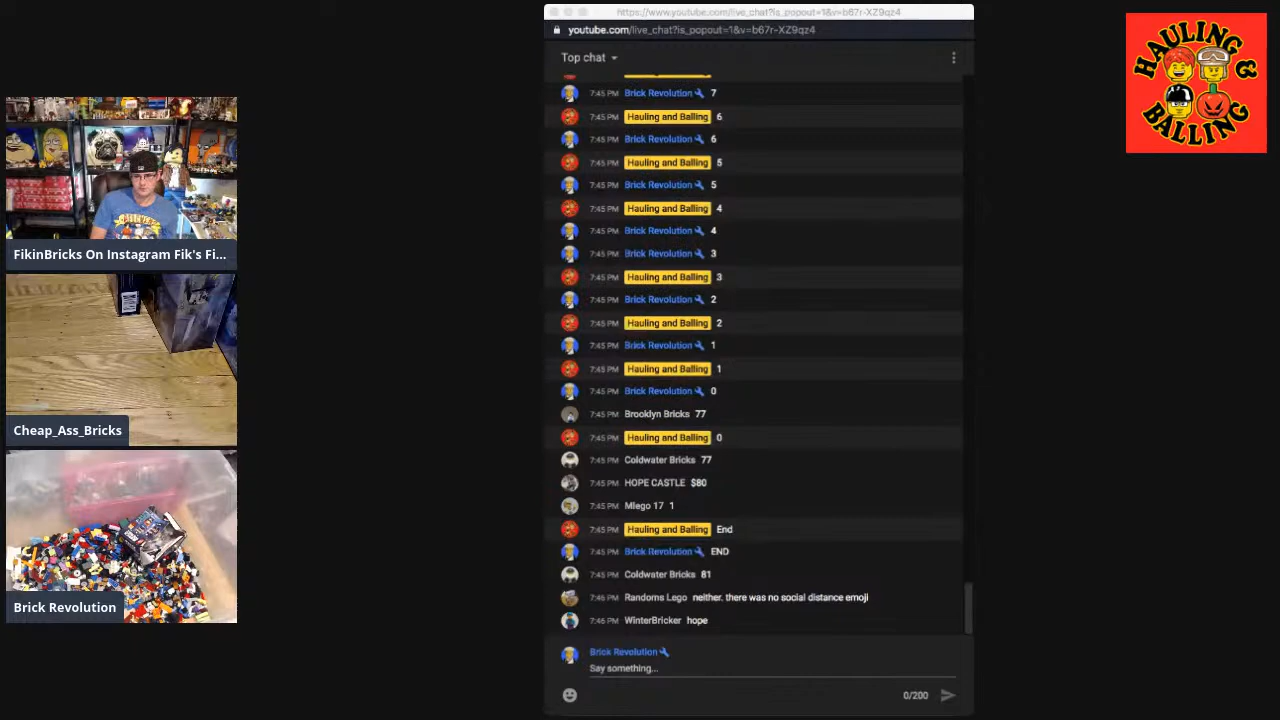 https://www.youtube.com/live_chat?is_popout=1&v=b67r-XZ9qz4
youtube.com/live_chat?is_popout=1&v=b67r-XZ9qz4
Top chat
7:45 PM Brick Revolution 7
7:45 PM Hauling and Balling 6
7:45 PM Brick Revolution 6
7:45 PM Hauling and Balling 5
7:45 PM Brick Revolution 5
7:45 PM Hauling and Balling 4
7:45 PM Brick Revolution 4
7:45 PM Brick Revolution 3
7:45 PM Hauling and Balling 3
7:45 PM Brick Revolution 2
7:45 PM Hauling and Balling 2
7:45 PM Brick Revolution 1
7:45 PM Hauling and Balling 1
7:45 PM Brick Revolution 0
7:45 PM Brooklyn Bricks 77
7:45 PM Hauling and Balling 0
7:45 PM Coldwater Bricks 77
7:45 PM HOPE CASTLE $80
7:45 PM Mlego 17 1
7:45 PM Hauling and Balling End
7:45 PM Brick Revolution END
7:45 PM Coldwater Bricks 81
7:46 PM Randoms Lego neither. there was no social distance emoji
7:46 PM WinterBricker hope
Brick Revolution
Say something...
0/200
FikinBricks On Instagram Fik's Fi...
Cheap_Ass_Bricks
Brick Revolution
HAULING &
BALLING